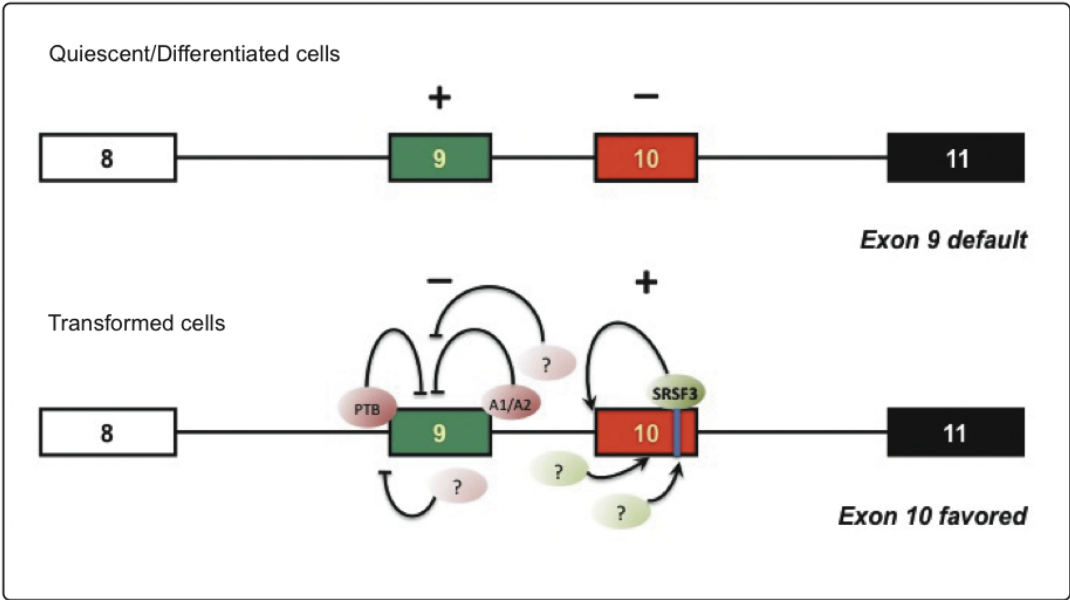 Quiescent/Differentiated cells
+ −
8 9 10 11
Exon 9 default
− +
Transformed cells
?
PTB A1/A2 SRSF3
8 9 10 11
? ?
?
Exon 10 favored